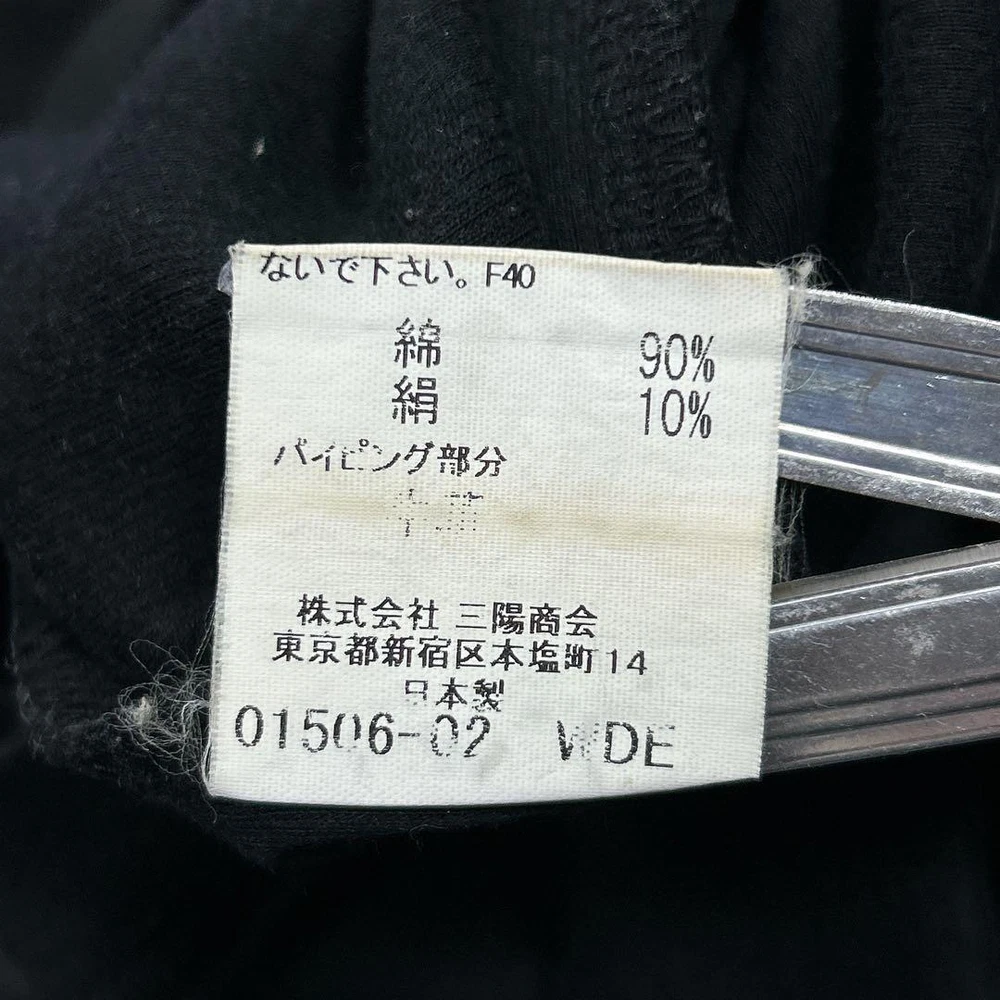 ないで下さい。F40
綿 90%
絹 10%
パイピング部分
株式会社 三陽商会
東京都新宿区本塩町14
日本製
01506-02 WDE